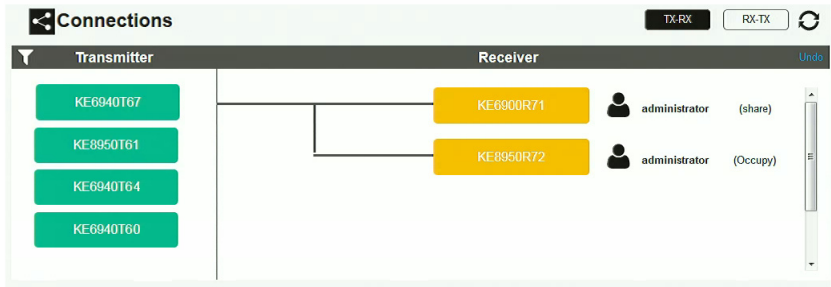 Connections
TX-RX
RX-TX
Transmitter
Receiver
Undo
KE6940T67
KE6900R71
administrator
(share)
KE8950T61
KE8950R72
administrator
(Occupy)
KE6940T64
KE6940T60